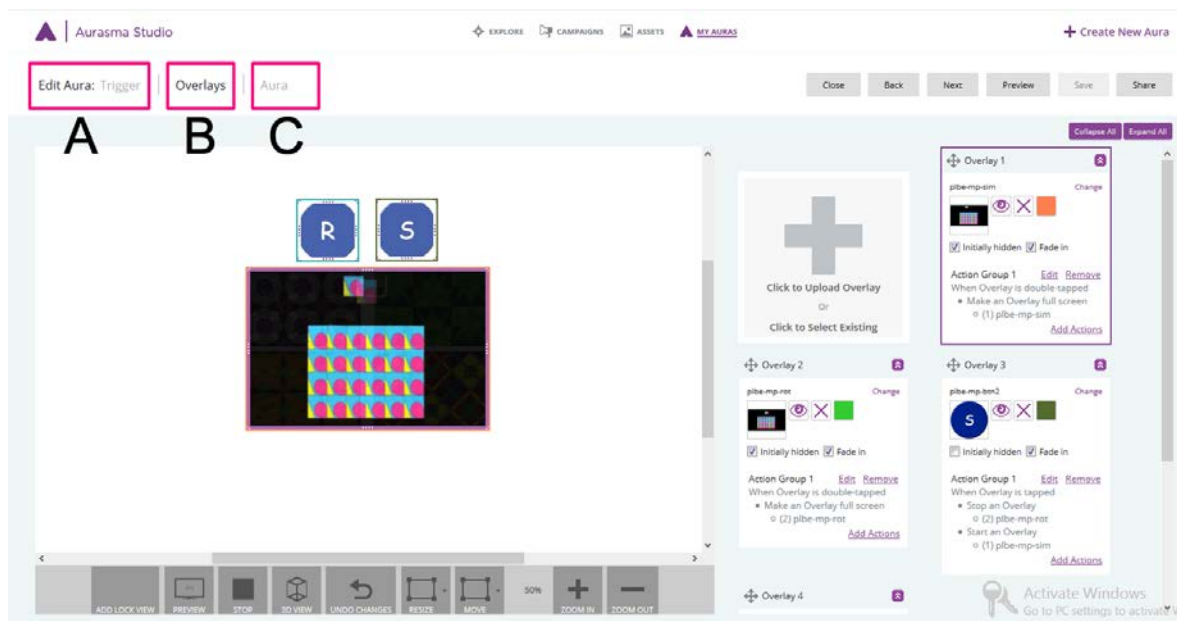 Aurasma Studio
EXPLORE CAMPAIGNS ASSETS MY AURAS
Create New Aura
Edit Aura: Trigger Overlays Aura
Close Back Next Preview Save Share
A B C
Collapse All Expand All
R S
Click to Upload Overlay
Or
Click to Select Existing
Overlay 1
plbe-mp-sim Change
Initially hidden Fade in
Action Group 1 Edit Remove
When Overlay is double-tapped
Make an Overlay full screen
(1) plbe-mp-sim
Add Actions
Overlay 2
plbe-mp-rot Change
Initially hidden Fade in
Action Group 1 Edit Remove
When Overlay is double-tapped
Make an Overlay full screen
(2) plbe-mp-rot
Add Actions
Overlay 3
plbe-mp-btn2 Change
S
Initially hidden Fade in
Action Group 1 Edit Remove
When Overlay is tapped
Stop an Overlay
(2) plbe-mp-rot
Start an Overlay
(1) plbe-mp-sim
Add Actions
Overlay 4
ADD LOCK VIEW PREVIEW STOP 3D VIEW UNDO CHANGES RESIZE MOVE 50% ZOOM IN ZOOM OUT
Activate Windows
Go to PC settings to activate